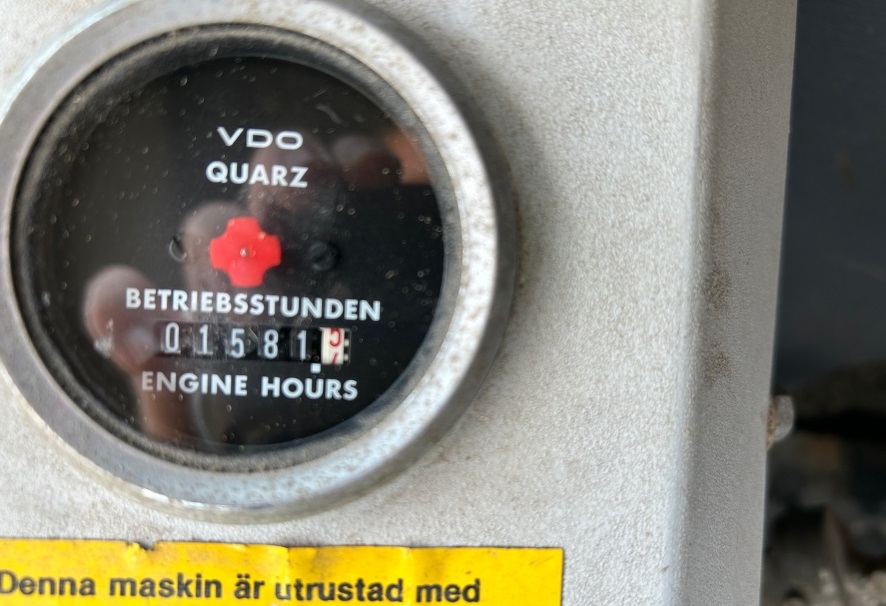 VDO
QUARZ
BETRIEBSSTUNDEN
01581
ENGINE HOURS
Denna maskin är utrustad med